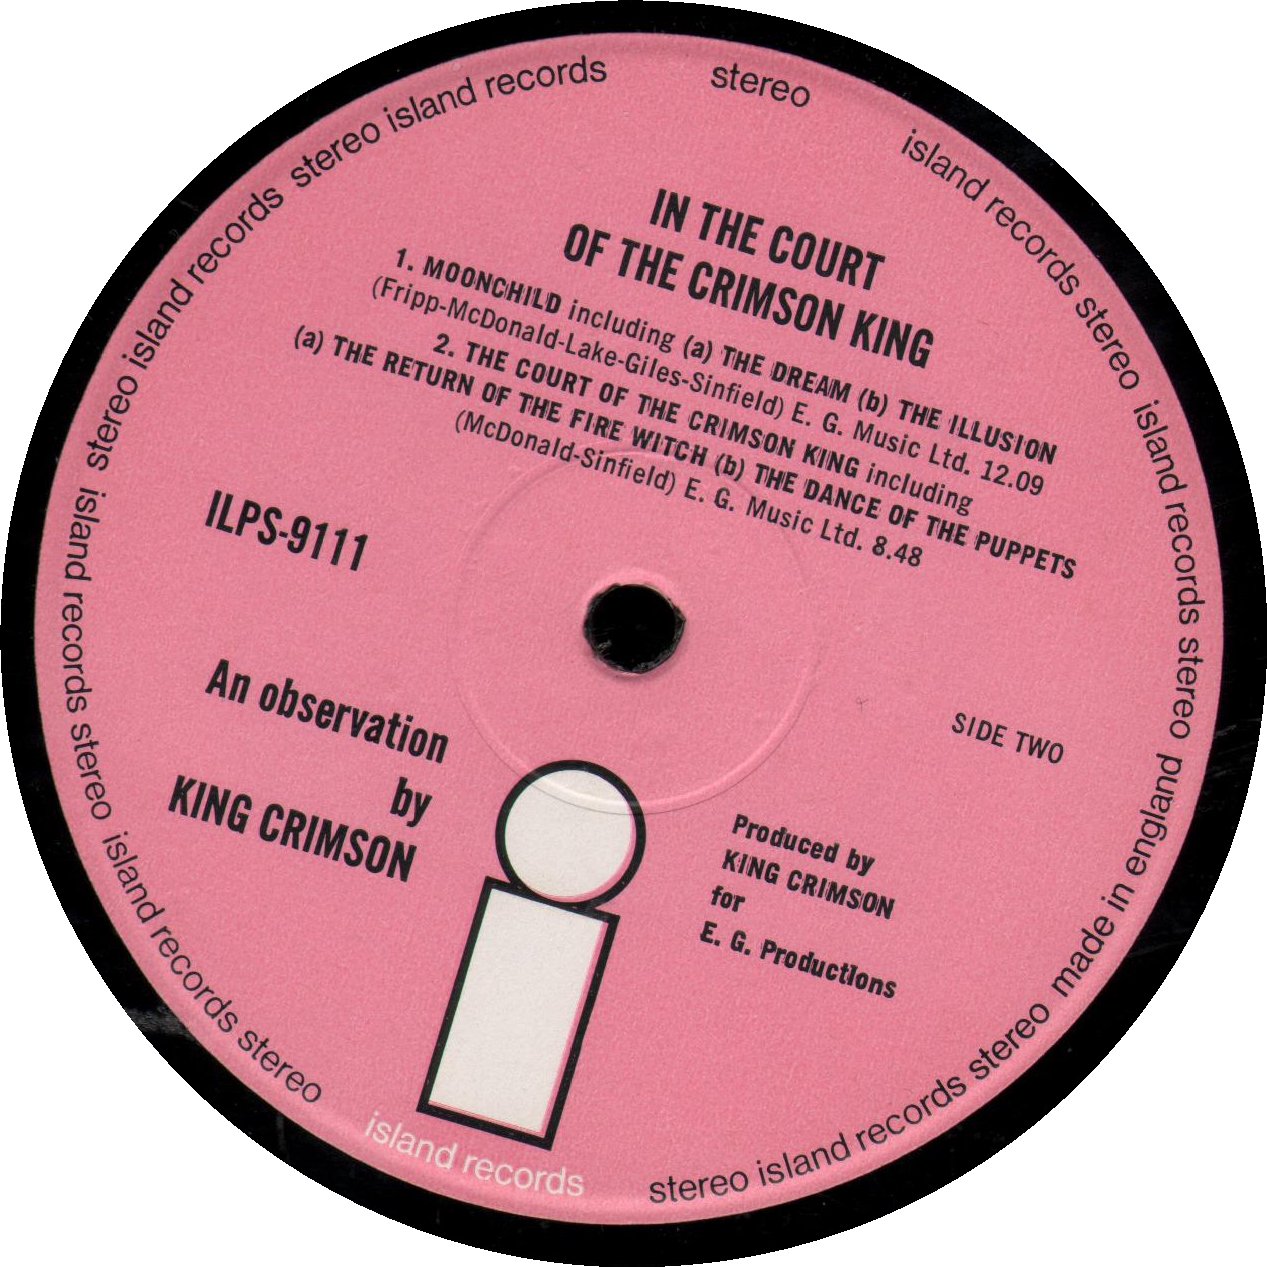 IN THE COURT
OF THE CRIMSON KING
1. MOONCHILD including (a) THE DREAM (b) THE ILLUSION
(Fripp-McDonald-Lake-Giles-Sinfield) E. G. Music Ltd. 12.09
2. THE COURT OF THE CRIMSON KING including
(a) THE RETURN OF THE FIRE WITCH (b) THE DANCE OF THE PUPPETS
(McDonald-Sinfield) E. G. Music Ltd. 8.48
ILPS-9111
An observation
by
KING CRIMSON
SIDE TWO
Produced by
KING CRIMSON
for
E. G. Productions
stereo
island records stereo island records stereo made in england
island records stereo island records stereo island records stereo island records stereo island records
stereo island records stereo
island records